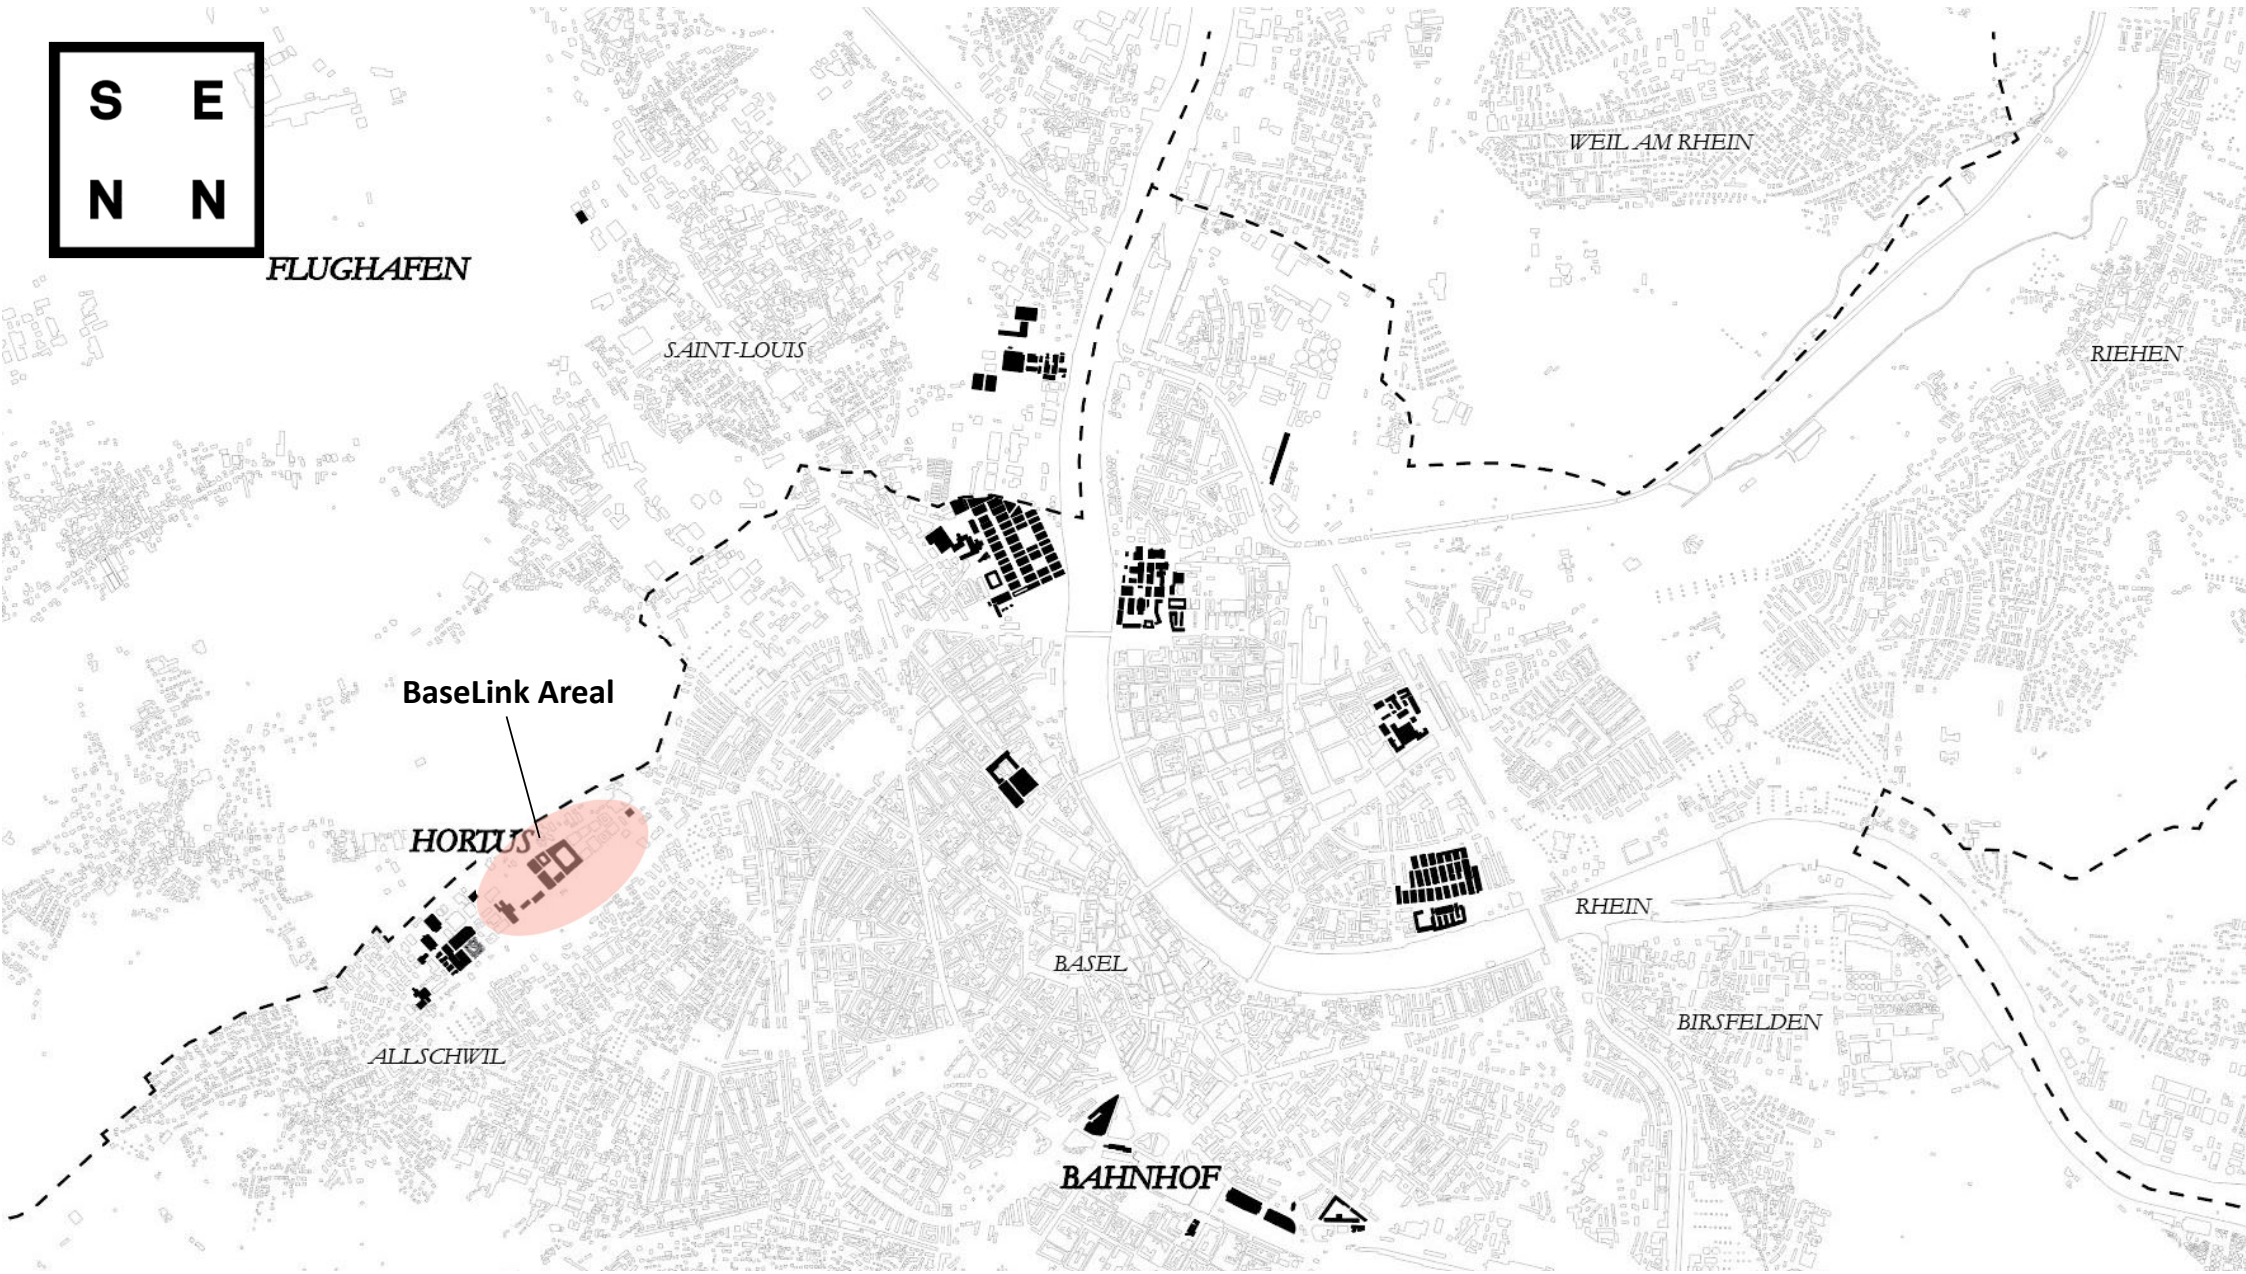 S E
N N
FLUGHAFEN
WEIL AM RHEIN
SAINT-LOUIS
RIEHEN
BaseLink Areal
HORTUS
RHEIN
BASEL
BIRSFELDEN
ALLSCHWIL
BAHNHOF